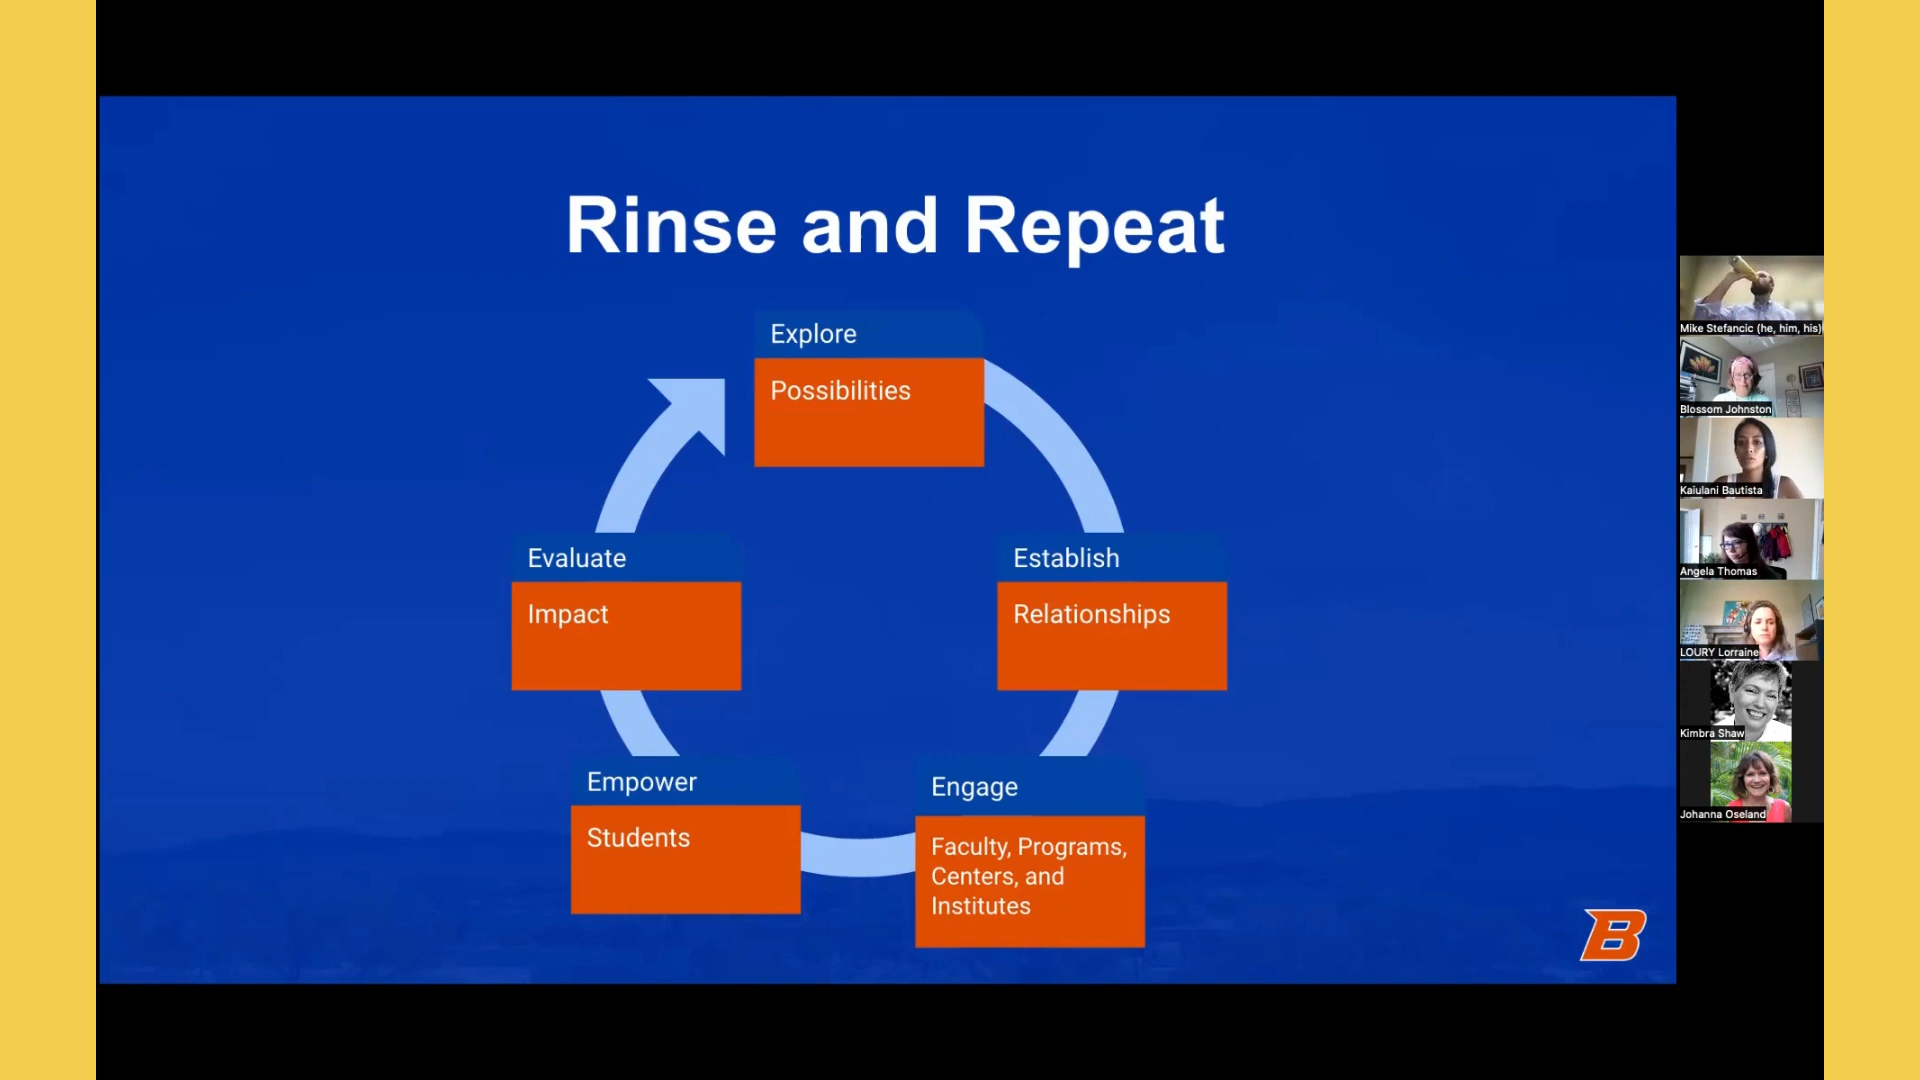 Rinse and Repeat
Explore
Possibilities
Establish
Relationships
Engage
Faculty, Programs,
Centers, and
Institutes
Empower
Students
Evaluate
Impact
B
Mike Stefancic (he, him, his)
Blossom Johnston
Kaiulani Bautista
Angela Thomas
LOURY Lorraine
Kimbra Shaw
Johanna Oseland